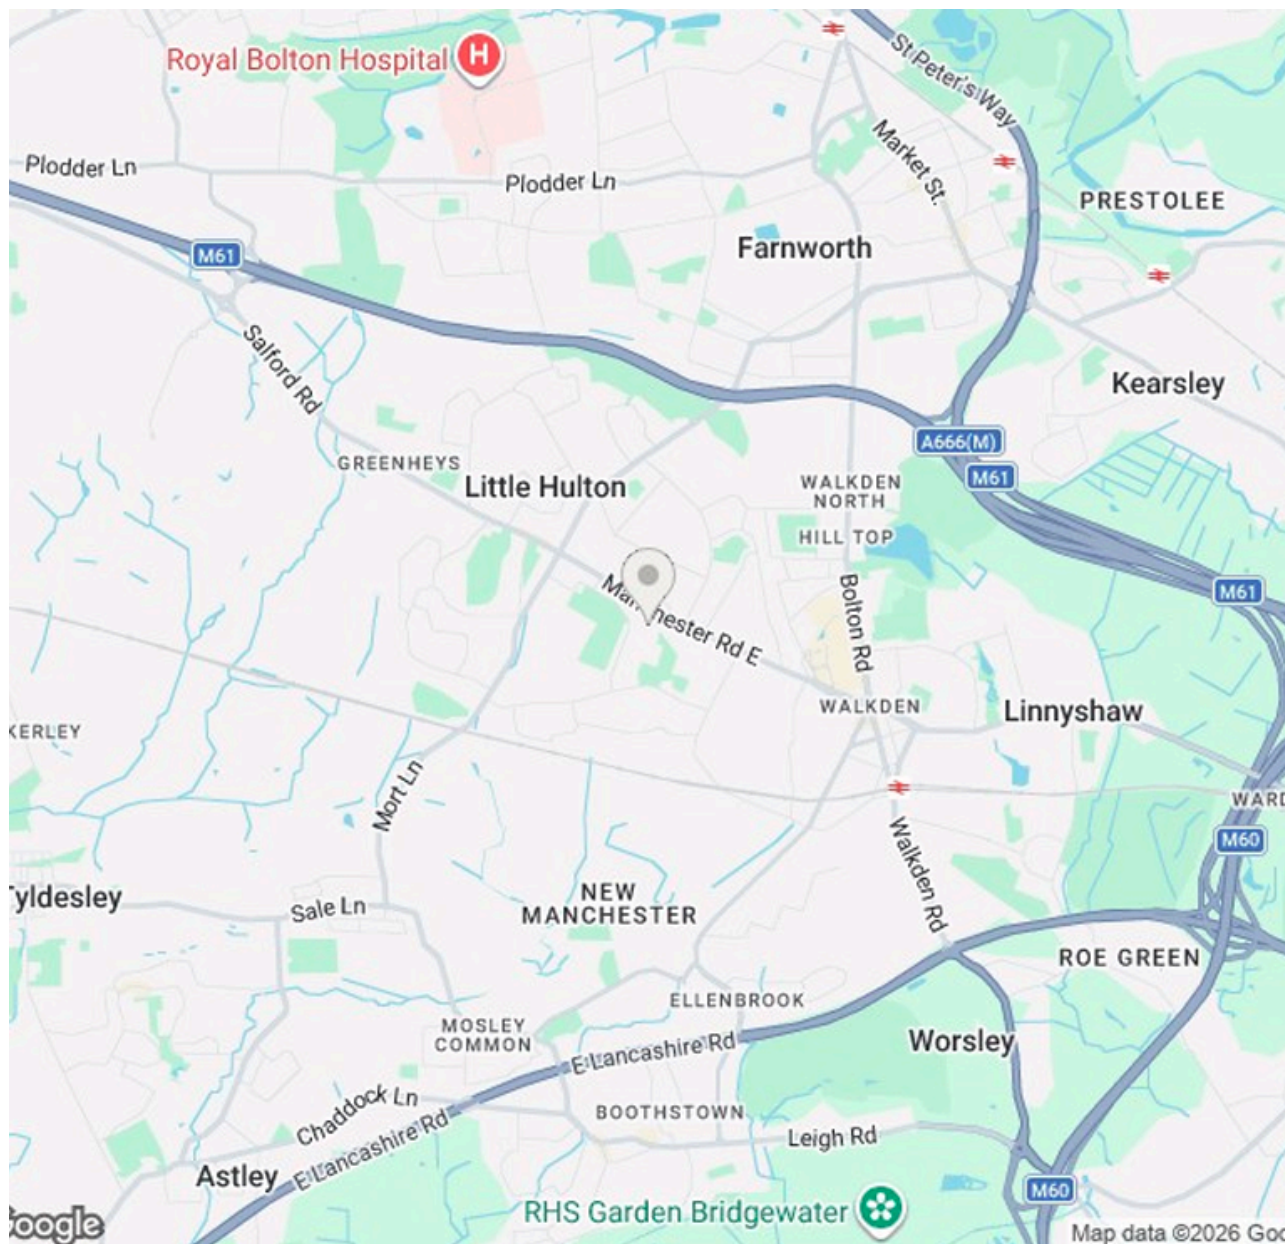 Royal Bolton Hospital
H
St Peter's Way
Market St.
Plodder Ln
Plodder Ln
PRESTOLEE
Farnworth
M61
Salford Rd
Kearsley
A666(M)
GREENHEYS
M61
Little Hulton
WALKDEN
NORTH
HILL TOP
Manchester Rd E
Bolton Rd
M61
WALKDEN
Linnyshaw
KERLEY
Mort Ln
WARD
M60
Walkden Rd
Tyldesley
Sale Ln
NEW
MANCHESTER
ROE GREEN
ELLENBROOK
MOSLEY
COMMON
Worsley
E Lancashire Rd
Chaddock Ln
BOOTHSTOWN
E Lancashire Rd
Leigh Rd
Astley
M60
RHS Garden Bridgewater
Google
Map data ©2026 Goo